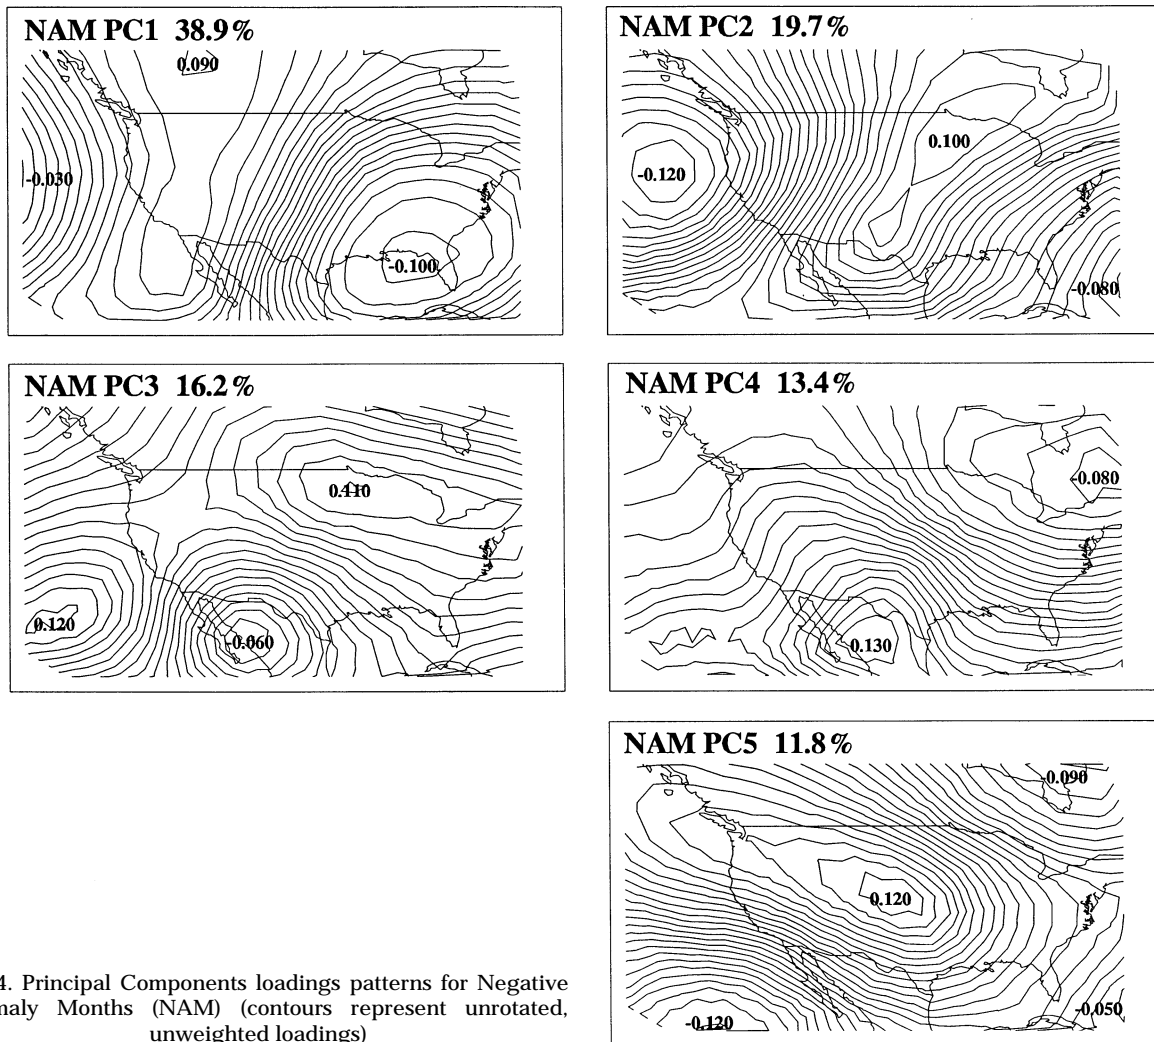 NAM PC1 38.9%
0.090
-0.030
-0.100
NAM PC2 19.7%
0.100
-0.120
-0.080
NAM PC3 16.2%
0.110
0.120
-0.060
NAM PC4 13.4%
-0.080
0.130
NAM PC5 11.8%
-0.090
0.120
-0.120
-0.050
4. Principal Components loadings patterns for Negative
maly Months (NAM) (contours represent unrotated,
unweighted loadings)